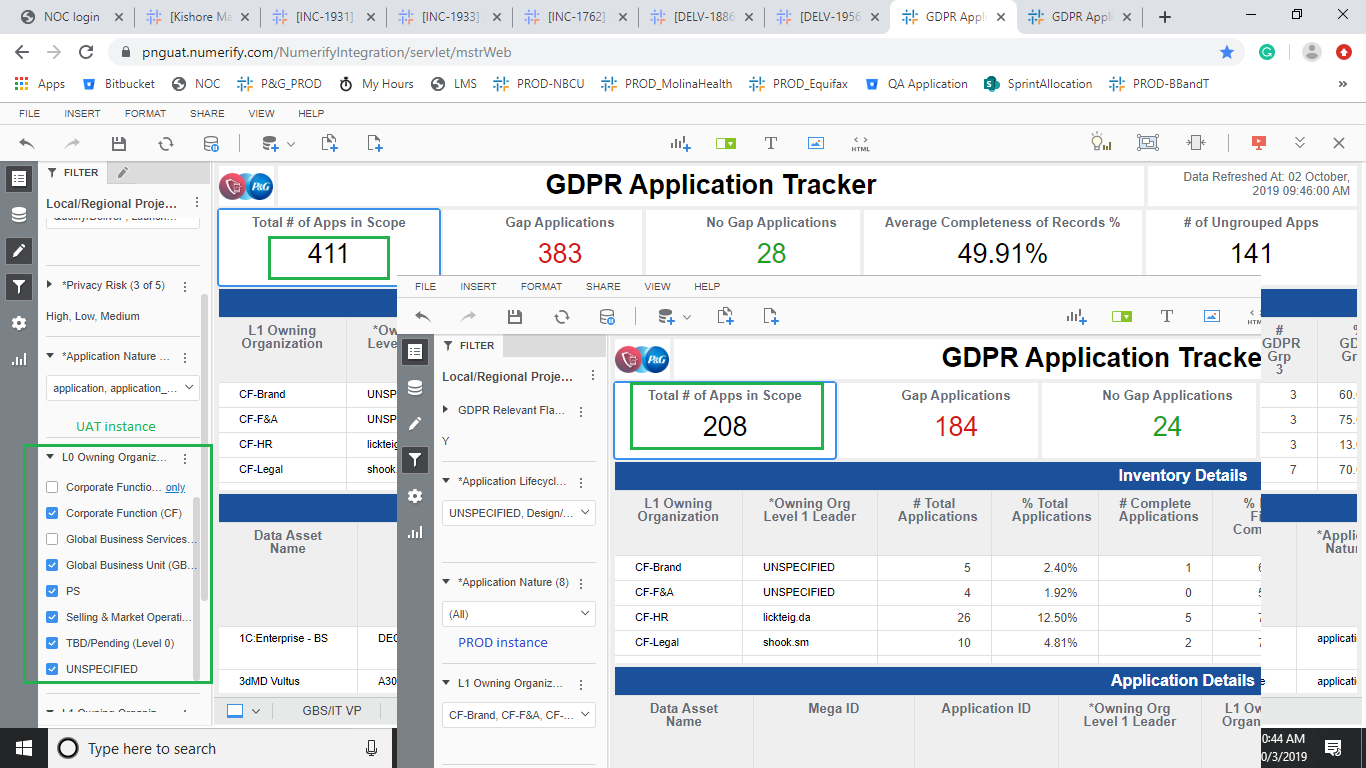 NOC login
[Kishore Ma
[INC-1931]
[INC-1933]
[INC-1762]
[DELV-1886
[DELV-1956
GDPR Appli
GDPR Appli
pnguat.numerify.com/NumerifyIntegration/servlet/mstrWeb
Apps
Bitbucket
NOC
P&G_PROD
My Hours
LMS
PROD-NBCU
PROD_MolinaHealth
PROD_Equifax
QA Application
SprintAllocation
PROD-BBandT
»
FILE INSERT FORMAT SHARE VIEW HELP
HTML
FILTER
Local/Regional Proje...
*Privacy Risk (3 of 5)
High, Low, Medium
*Application Nature ...
application, application_...
UAT instance
L0 Owning Organiz...
Corporate Functio... only
Corporate Function (CF)
Global Business Services...
Global Business Unit (GB...
PS
Selling & Market Operati...
TBD/Pending (Level 0)
UNSPECIFIED
P&G
GDPR Application Tracker
Data Refreshed At: 02 October,
2019 09:46:00 AM
Total # of Apps in Scope
411
Gap Applications
383
No Gap Applications
28
Average Completeness of Records %
49.91%
# of Ungrouped Apps
141
L1 Owning
Organization
*Ow
Leve
CF-Brand UNSP
CF-F&A UNSP
CF-HR lickteig
CF-Legal shook.
Data Asset
Name
1C:Enterprise - BS DEC
3dMD Vultus A30
GBS/IT VP
FILE INSERT FORMAT SHARE VIEW HELP
FILTER
Local/Regional Proje...
GDPR Relevant Fla...
Y
*Application Lifecycl...
UNSPECIFIED, Design/...
*Application Nature (8)
(All)
PROD instance
L1 Owning Organiz...
CF-Brand, CF-F&A, CF-...
P&G
GDPR Application Tracke
Total # of Apps in Scope
208
Gap Applications
184
No Gap Applications
24
Inventory Details
L1 Owning
Organization
*Owning Org
Level 1 Leader
# Total
Applications
% Total
Applications
# Complete
Applications
CF-Brand UNSPECIFIED 5 2.40% 1
CF-F&A UNSPECIFIED 4 1.92% 0
CF-HR lickteig.da 26 12.50% 5
CF-Legal shook.sm 10 4.81% 2
Application Details
Data Asset
Name
Mega ID
Application ID
*Owning Org
Level 1 Leader
L1 Ow
Organ
#
GDPR
Grp
3
3 60.
3 75.
3 13.
7 70.
*Appli
Natur
applicati
applicati
Type here to search
0:44 AM
0/3/2019